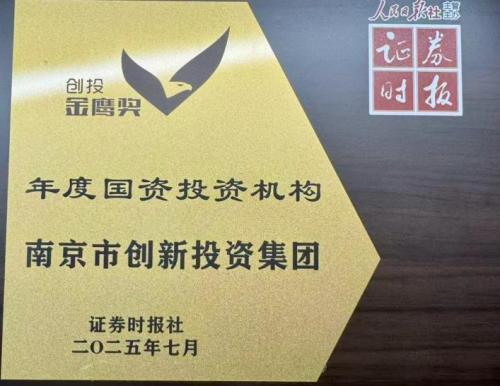 人民日报社 主管主办
证券
时报
创投
金鹰奖
年度国资投资机构
南京市创新投资集团
证券时报社
二〇二五年七月